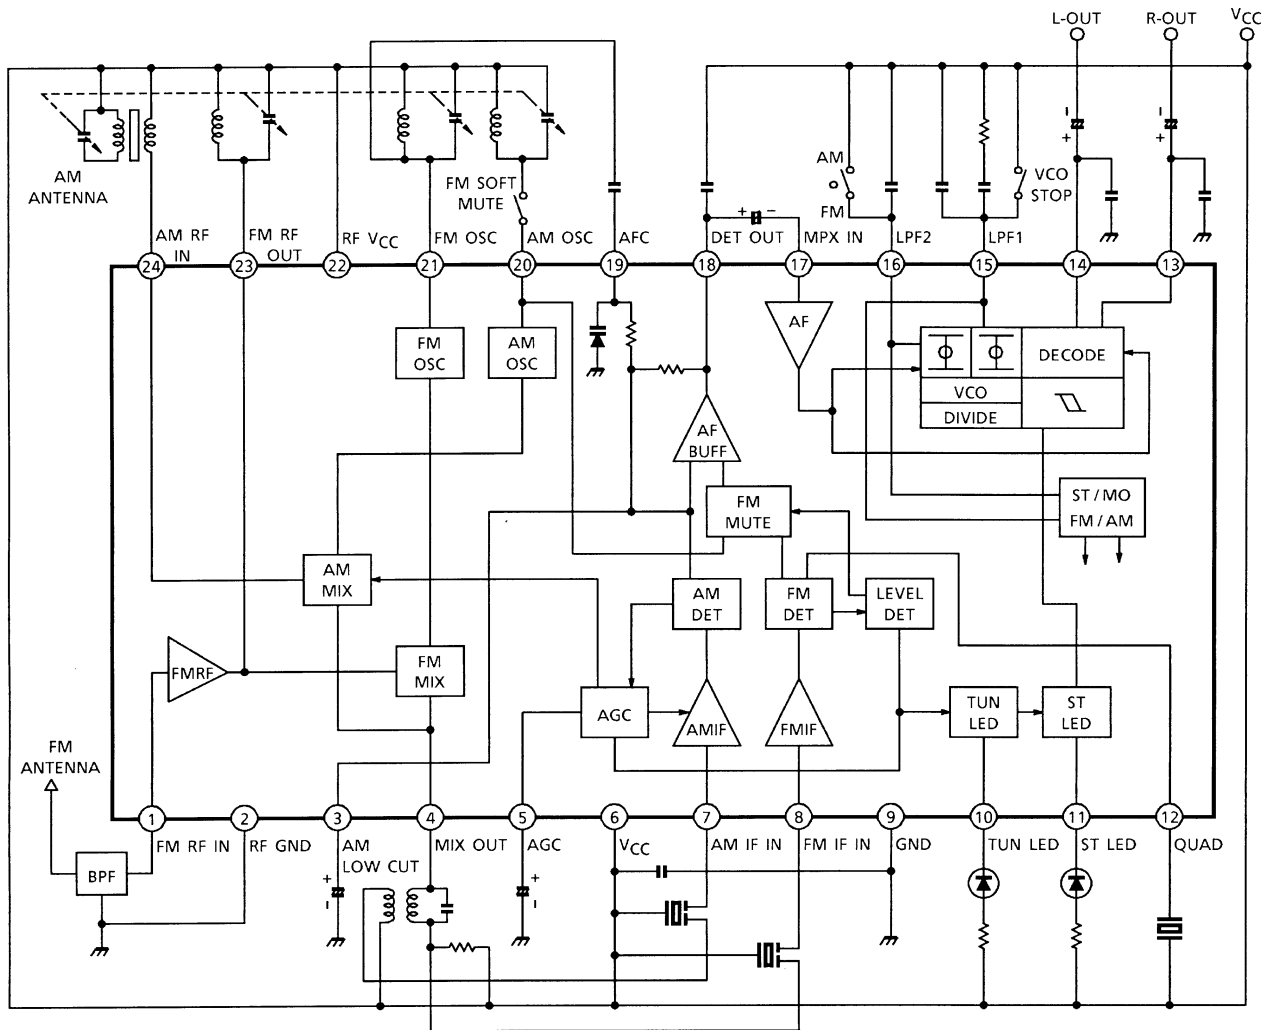 L-OUT
R-OUT
VCC
AM
ANTENNA
FM SOFT
MUTE
AM
FM
VCO
STOP
AM RF
IN
FM RF
OUT
RF VCC
FM OSC
AM OSC
AFC
DET OUT
MPX IN
LPF2
LPF1
+
−
−
+
−
+
24
23
22
21
20
19
18
17
16
15
14
13
FM
OSC
AM
OSC
AF
DECODE
VCO
DIVIDE
AF
BUFF
FM
MUTE
ST / MO
FM / AM
AM
MIX
AM
DET
FM
DET
LEVEL
DET
FMRF
FM
MIX
AGC
AMIF
FMIF
TUN
LED
ST
LED
FM
ANTENNA
BPF
1
2
3
4
5
6
7
8
9
10
11
12
FM RF IN
RF GND
AM
LOW CUT
MIX OUT
AGC
VCC
AM IF IN
FM IF IN
GND
TUN LED
ST LED
QUAD
+
−
+
−